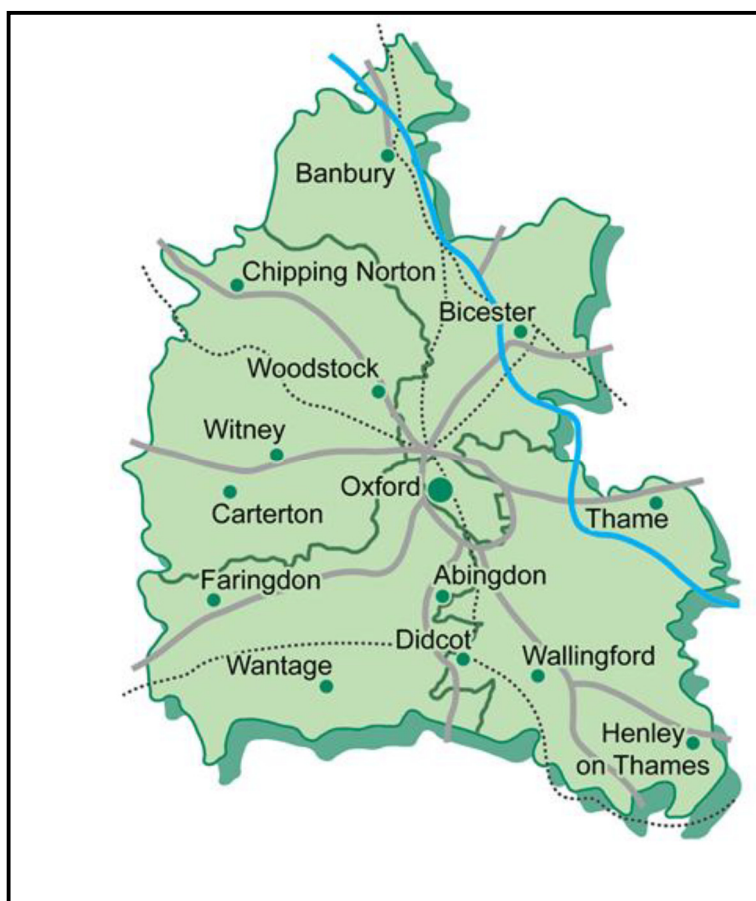 Banbury
Chipping Norton
Bicester
Woodstock
Witney
Oxford
Carterton
Thame
Faringdon
Abingdon
Didcot
Wantage
Wallingford
Henley
on Thames